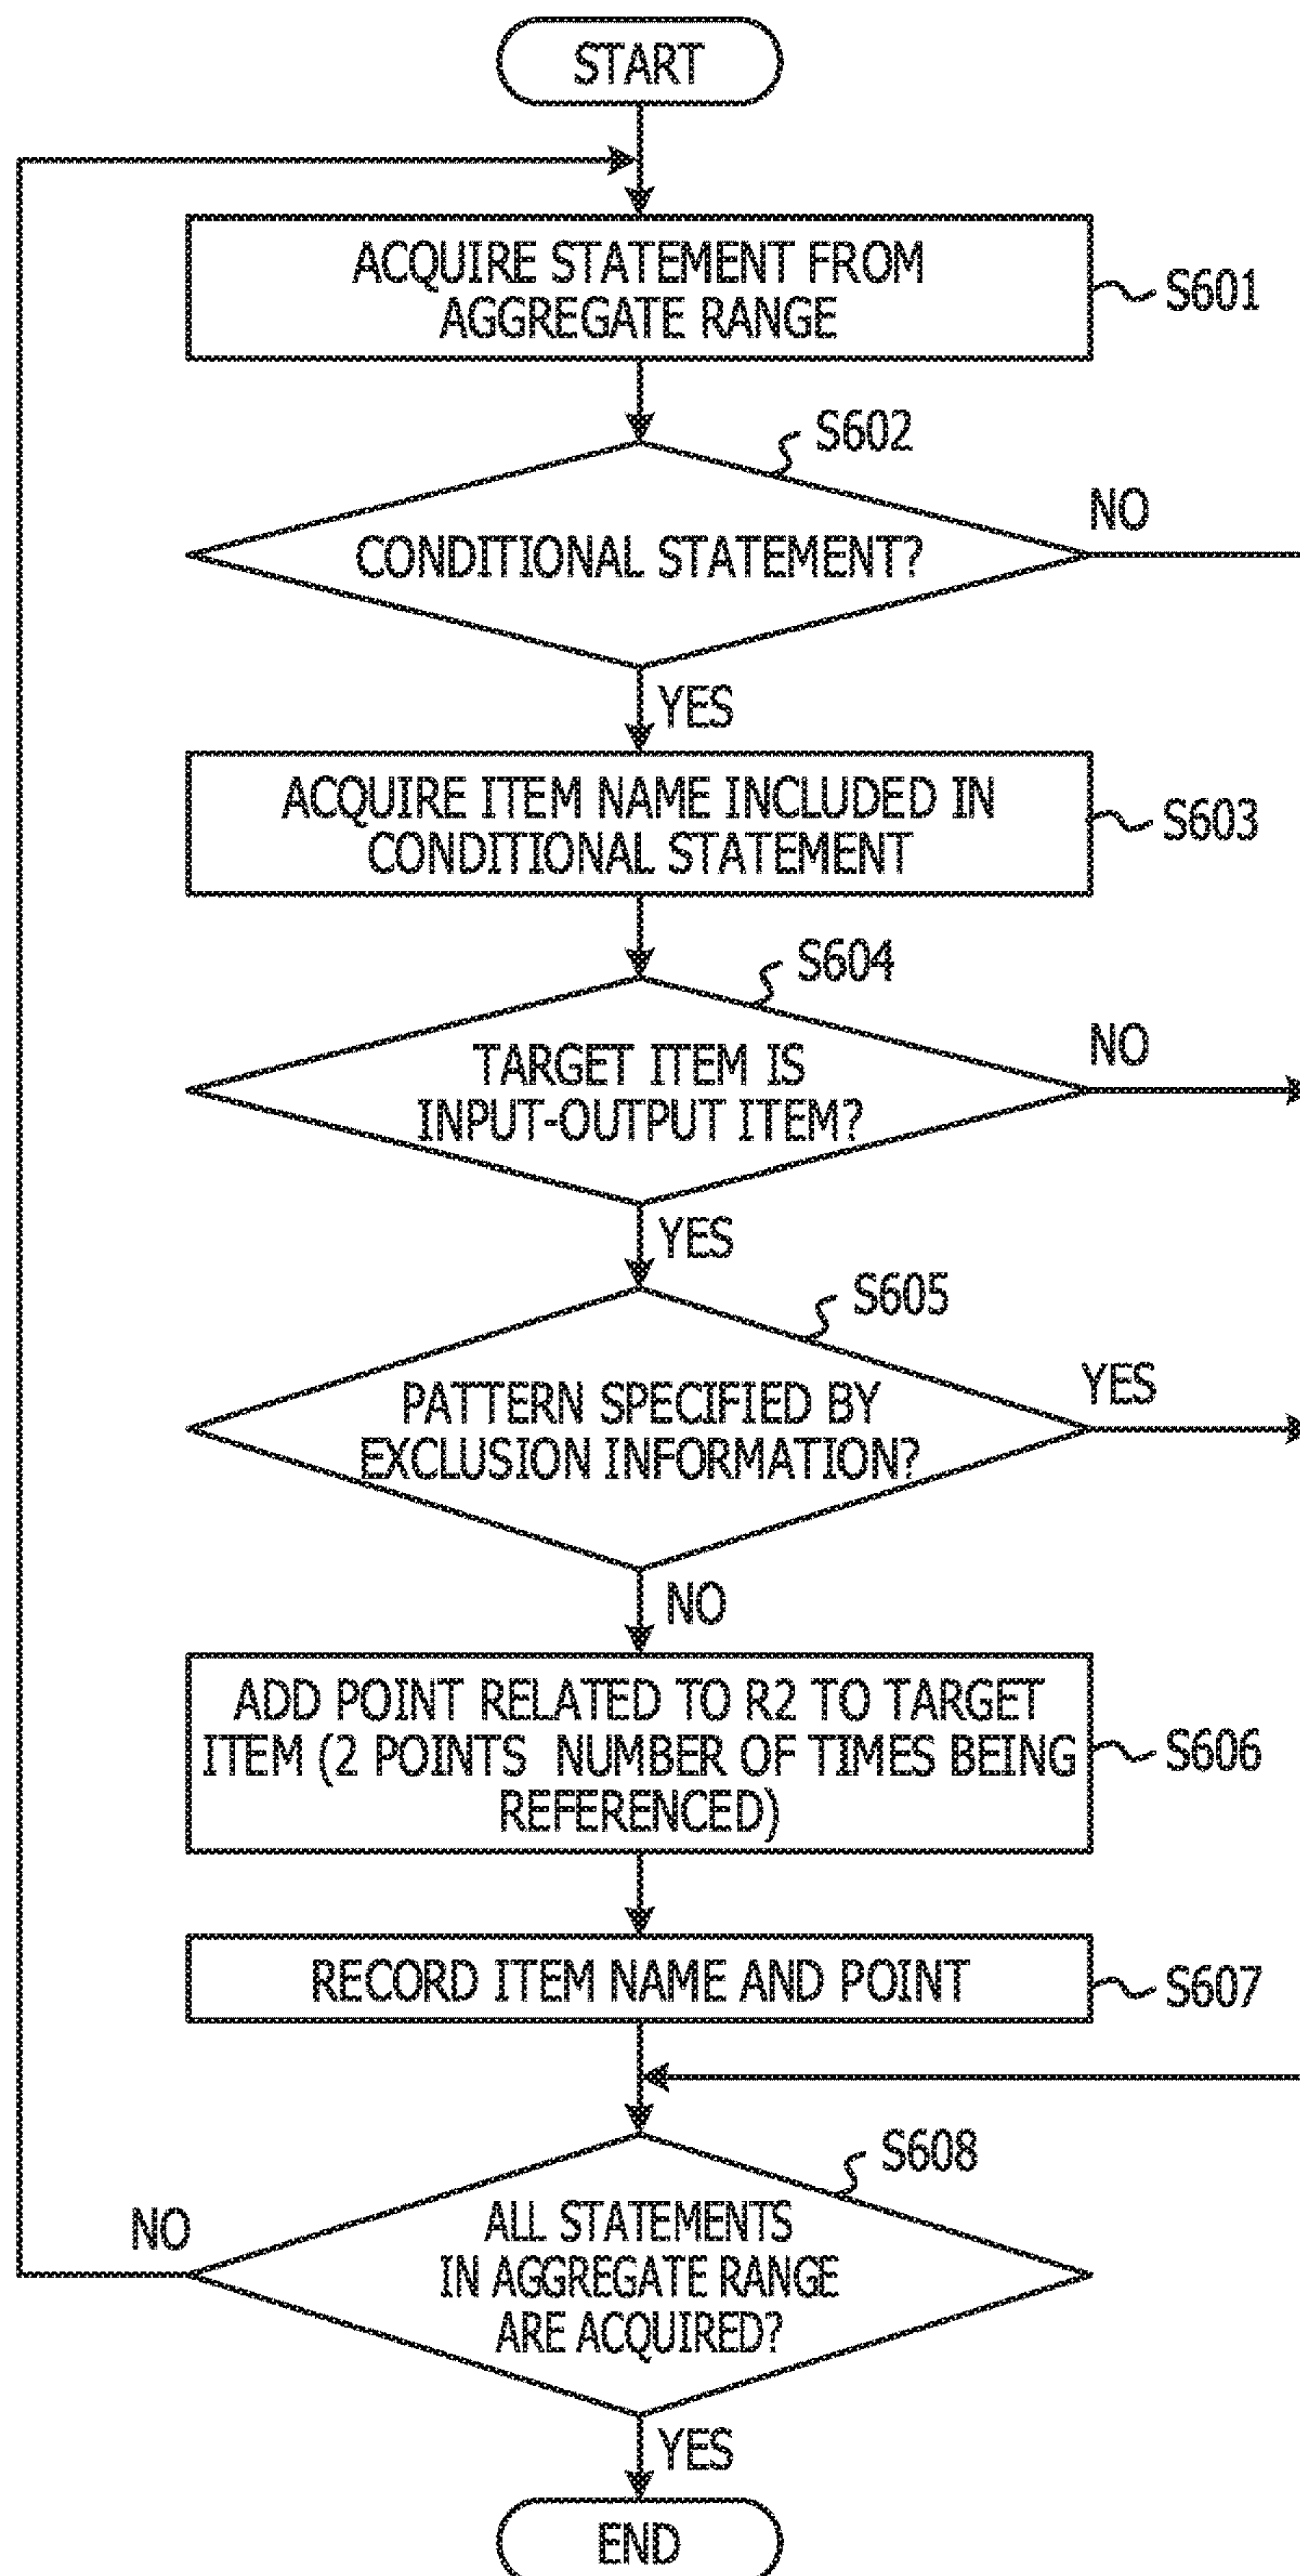 START
ACQUIRE STATEMENT FROM
AGGREGATE RANGE
S601
S602
CONDITIONAL STATEMENT?
NO
YES
ACQUIRE ITEM NAME INCLUDED IN
CONDITIONAL STATEMENT
S603
S604
TARGET ITEM IS
INPUT-OUTPUT ITEM?
NO
YES
S605
PATTERN SPECIFIED BY
EXCLUSION INFORMATION?
YES
NO
ADD POINT RELATED TO R2 TO TARGET
ITEM (2 POINTS NUMBER OF TIMES BEING
REFERENCED)
S606
RECORD ITEM NAME AND POINT
S607
S608
ALL STATEMENTS
IN AGGREGATE RANGE
ARE ACQUIRED?
NO
YES
END